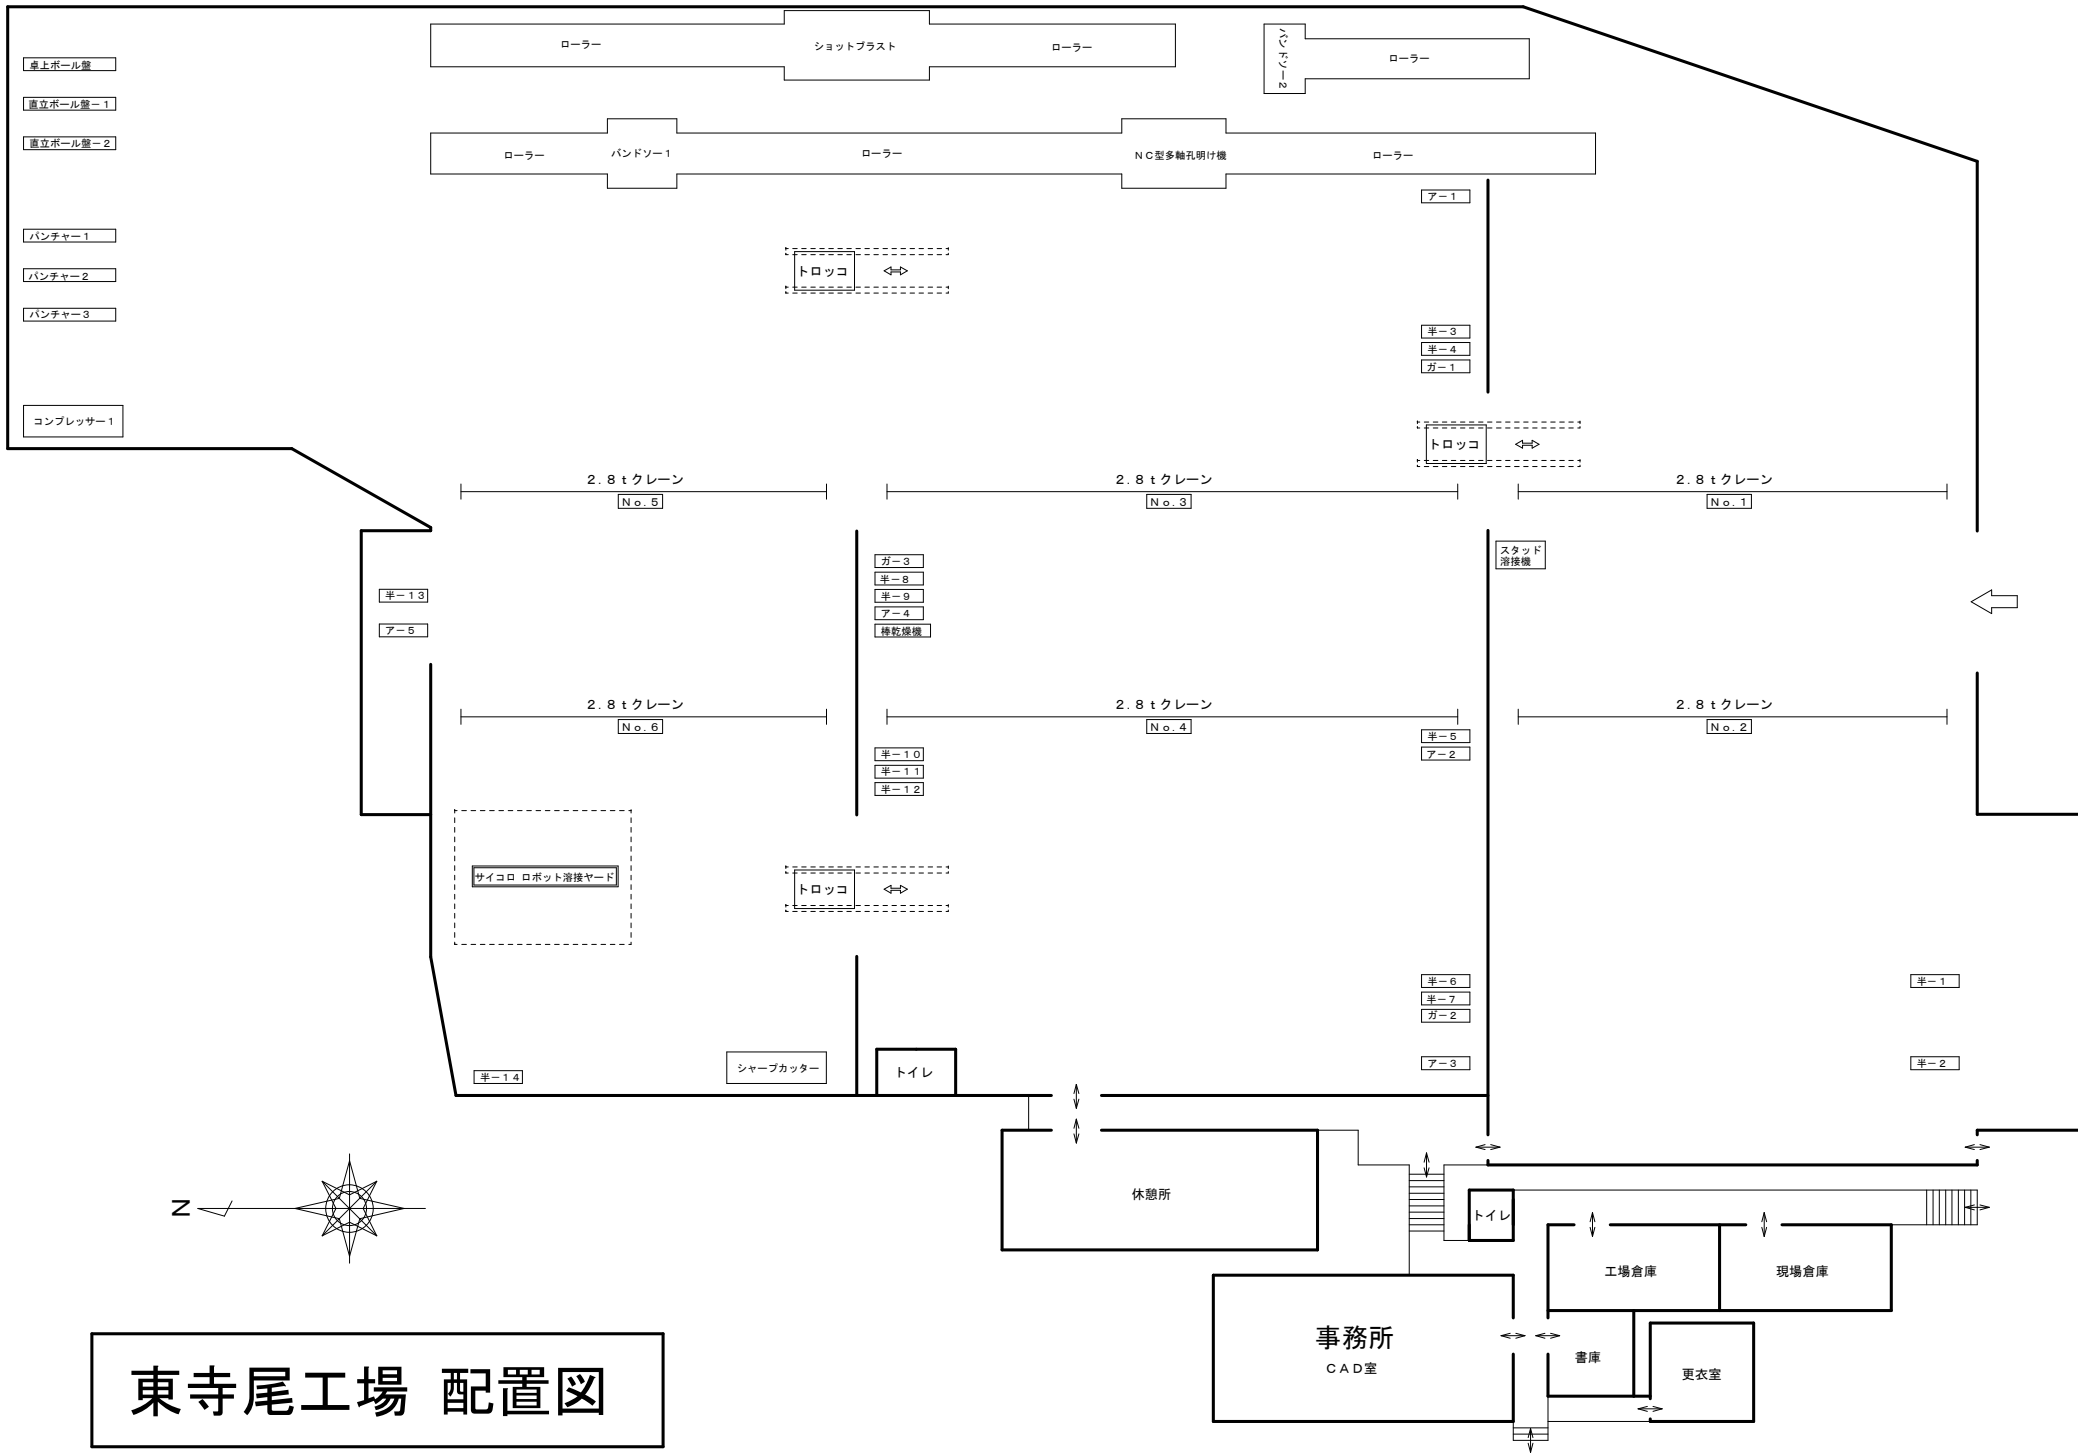 ローラー
ショットブラスト
ローラー
バンドソー2
ローラー
卓上ボール盤
直立ボール盤－1
直立ボール盤－2
ローラー
バンドソー1
ローラー
NC型多軸孔明け機
ローラー
アー1
パンチャー1
パンチャー2
パンチャー3
トロッコ
半－3
半－4
ガー1
コンプレッサー1
トロッコ
2.8tクレーン
No.5
2.8tクレーン
No.3
2.8tクレーン
No.1
スタッド
溶接機
ガー3
半－8
半－9
アー4
棒乾燥機
半－13
アー5
2.8tクレーン
No.6
2.8tクレーン
No.4
2.8tクレーン
No.2
半－5
アー2
半－10
半－11
半－12
サイコロ ロボット溶接ヤード
トロッコ
半－6
半－7
ガー2
アー3
半－1
半－2
シャープカッター
半－14
トイレ
休憩所
トイレ
工場倉庫
現場倉庫
事務所
CAD室
書庫
更衣室
N
東寺尾工場 配置図